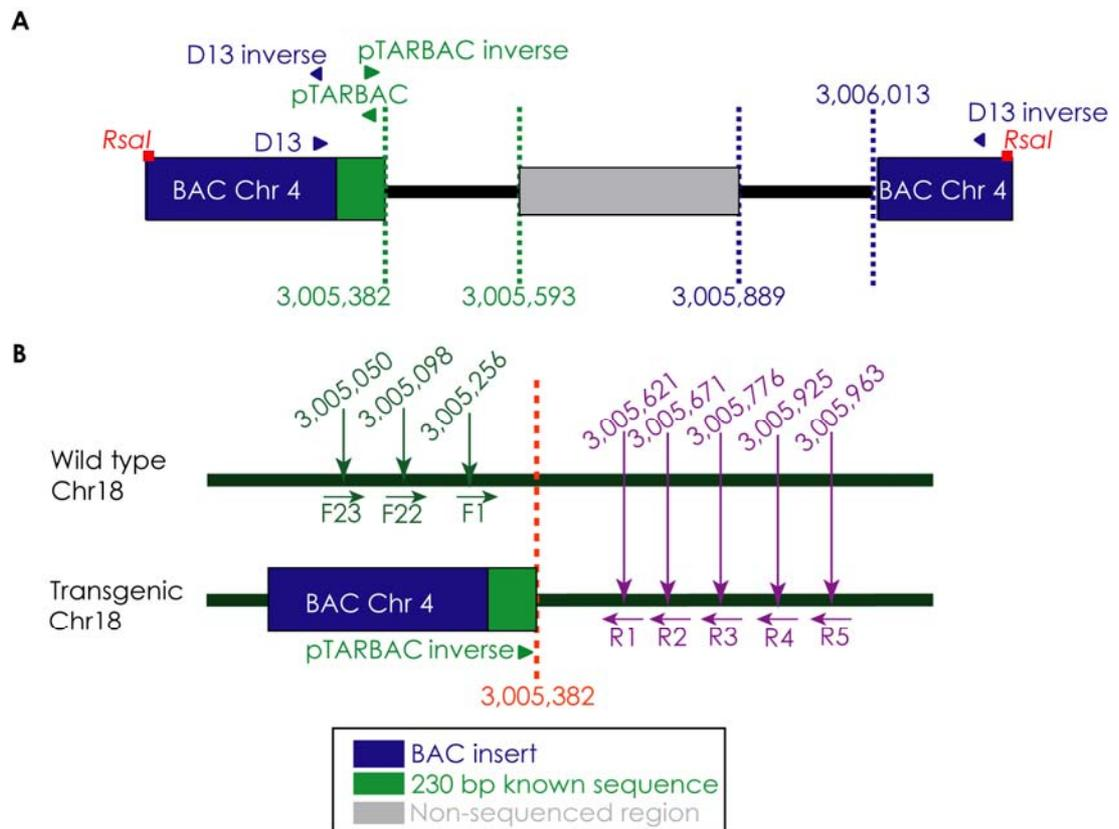 A
D13 inverse
pTARBAC inverse
pTARBAC
3,006,013
D13 inverse
RsaI
D13
RsaI
BAC Chr 4
BAC Chr 4
3,005,382
3,005,593
3,005,889
B
3,005,050
3,005,098
3,005,256
3,005,621
3,005,671
3,005,776
3,005,925
3,005,963
Wild type
Chr18
F23
F22
F1
Transgenic
Chr18
BAC Chr 4
pTARBAC inverse
R1
R2
R3
R4
R5
3,005,382
BAC insert
230 bp known sequence
Non-sequenced region